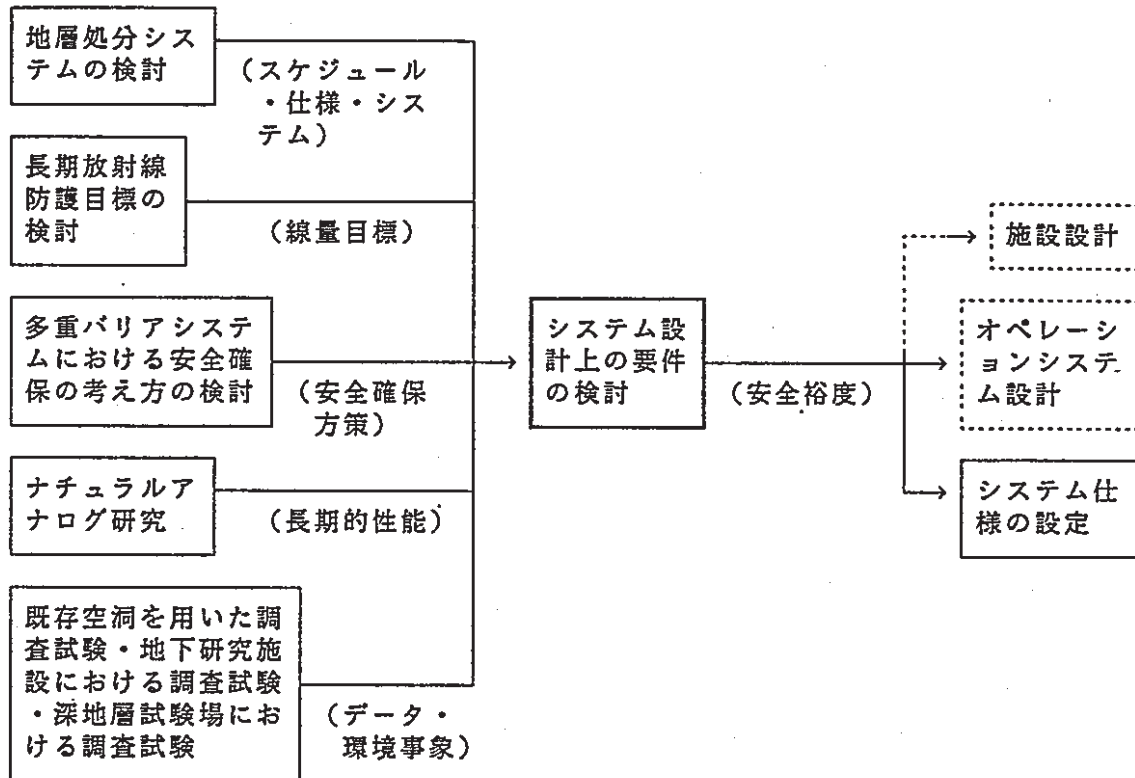 地層処分シス
テムの検討
（スケジュール
・仕様・シス
テム）
長期放射線
防護目標の
検討
（線量目標）
多重バリアシステ
ムにおける安全確
保の考え方の検討
（安全確保
方策）
ナチュラルア
ナログ研究
（長期的性能）
既存空洞を用いた調
査試験・地下研究施
設における調査試験
・深地層試験場にお
ける調査試験
（データ・
環境事象）
システム設
計上の要件
の検討
（安全裕度）
施設設計
オペレーシ
ョンシステ
ム設計
システム仕
様の設定